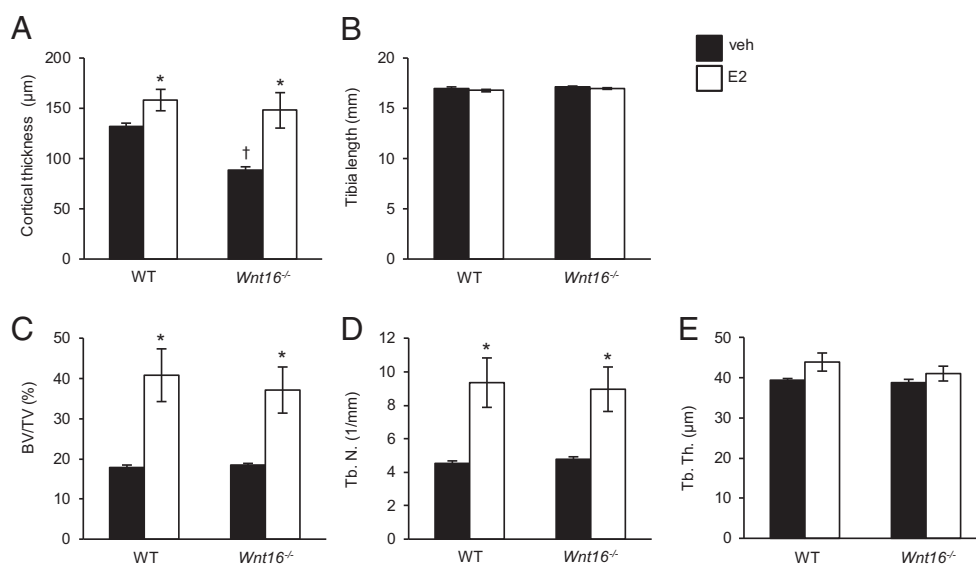 A
Cortical thickness (µm)
200
150
100
50
0
*
†
*
WT
Wnt16-/-
B
Tibia length (mm)
20
15
10
5
0
WT
Wnt16-/-
veh
E2
C
BV/TV (%)
50
40
30
20
10
0
*
*
WT
Wnt16-/-
D
Tb. N. (1/mm)
12
10
8
6
4
2
0
*
*
WT
Wnt16-/-
E
Tb. Th. (µm)
50
40
30
20
10
0
WT
Wnt16-/-